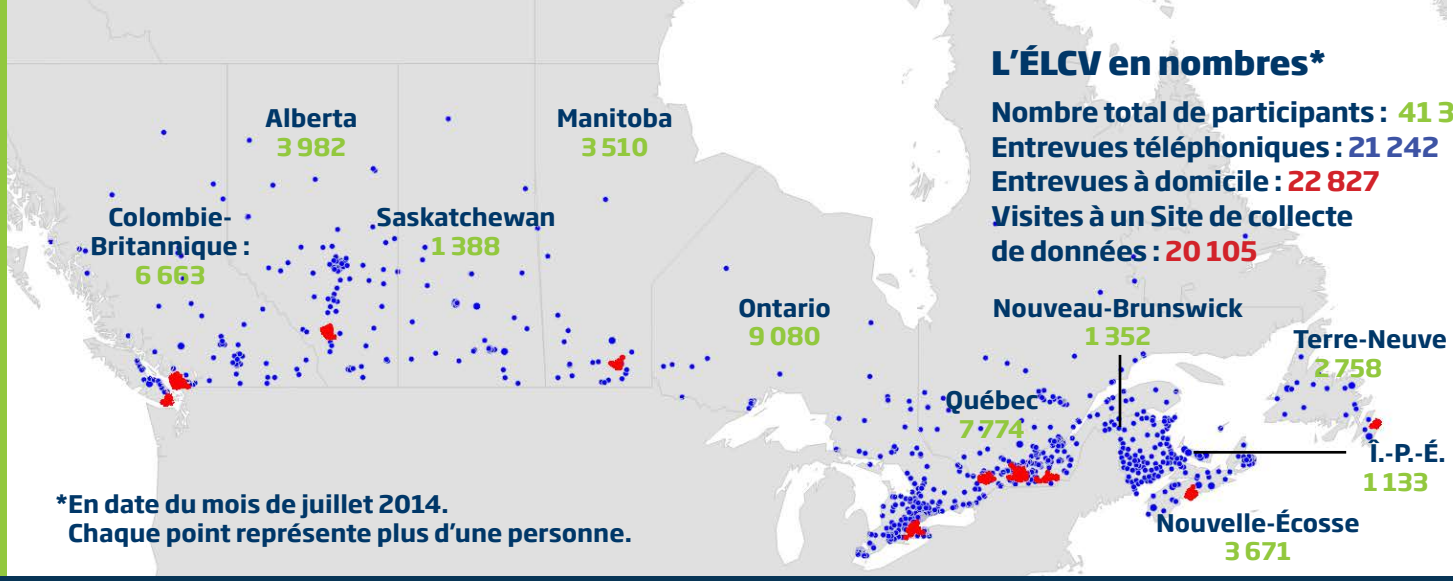 L'ÉLCV en nombres*
Nombre total de participants : 41 3
Entrevues téléphoniques : 21 242
Entrevues à domicile : 22 827
Visites à un Site de collecte
de données : 20 105
Alberta
3 982
Manitoba
3 510
Colombie-
Britannique :
6 663
Saskatchewan
1 388
Ontario
9 080
Nouveau-Brunswick
1 352
Terre-Neuve
2 758
Québec
7 774
Î.-P.-É.
1 133
Nouvelle-Écosse
3 671
*En date du mois de juillet 2014.
Chaque point représente plus d'une personne.